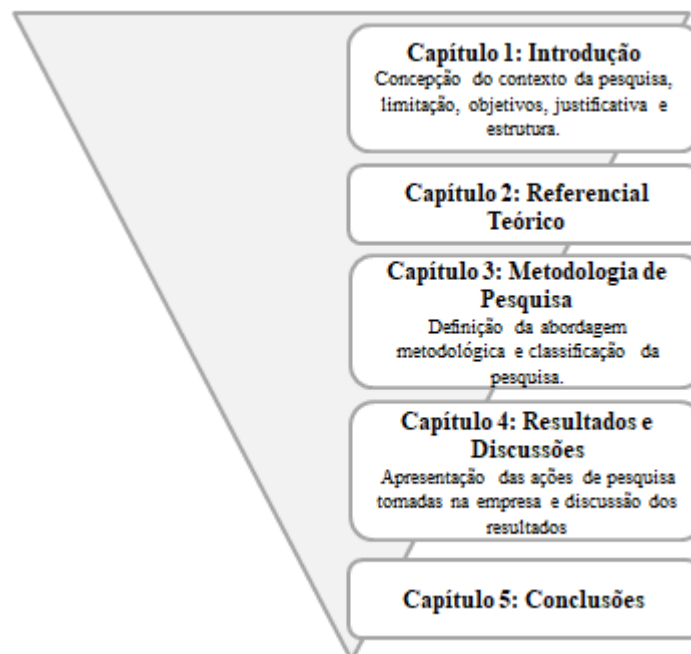 Capítulo 1: Introdução
Concepção do contexto da pesquisa,
limitação, objetivos, justificativa e
estrutura.
Capítulo 2: Referencial
Teórico
Capítulo 3: Metodologia de
Pesquisa
Definição da abordagem
metodológica e classificação da
pesquisa.
Capítulo 4: Resultados e
Discussões
Apresentação das ações de pesquisa
tomadas na empresa e discussão dos
resultados
Capítulo 5: Conclusões